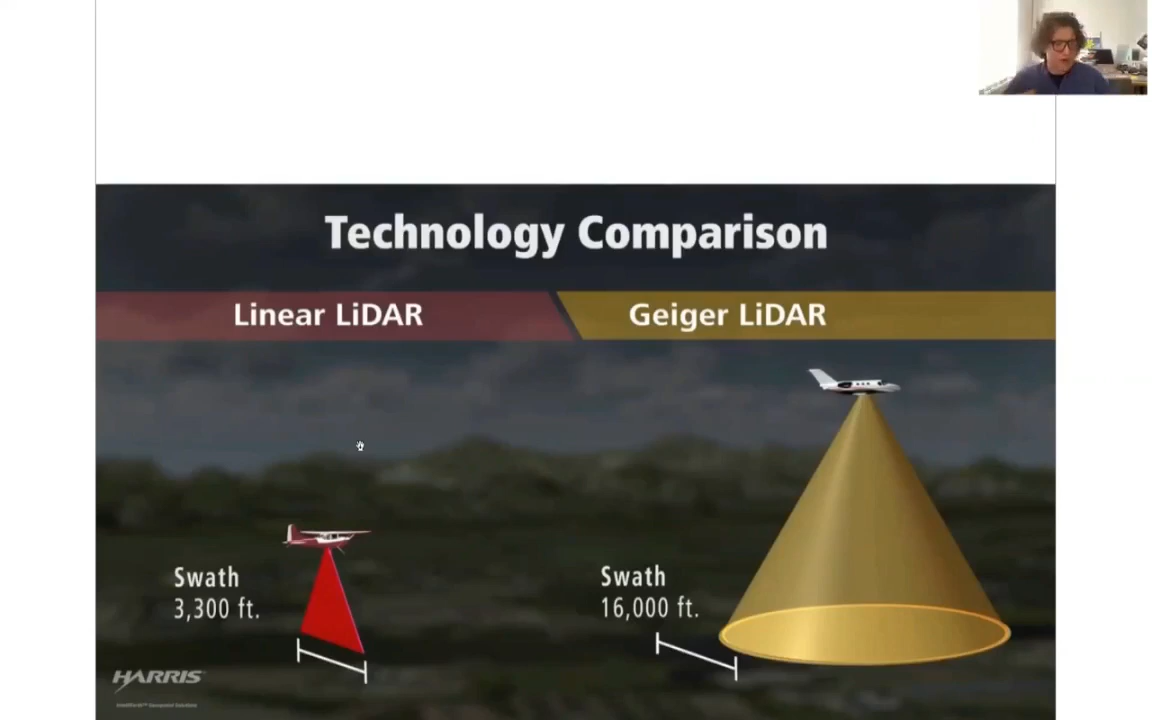 Technology Comparison
Linear LiDAR
Geiger LiDAR
Swath
3,300 ft.
Swath
16,000 ft.
HARRIS